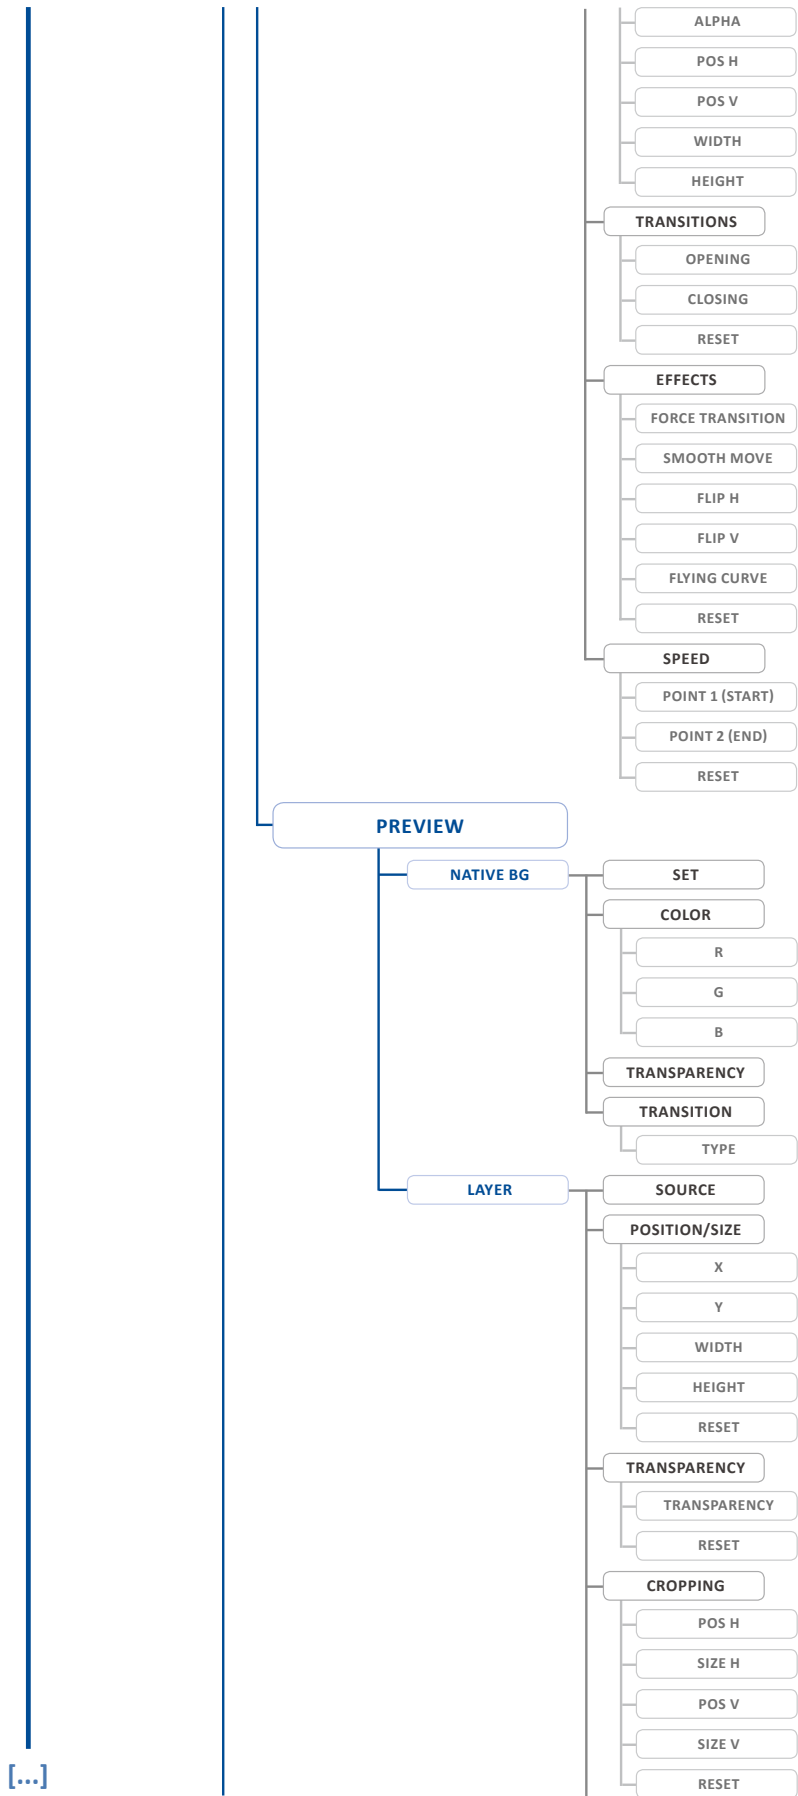 ALPHA
POS H
POS V
WIDTH
HEIGHT
TRANSITIONS
OPENING
CLOSING
RESET
EFFECTS
FORCE TRANSITION
SMOOTH MOVE
FLIP H
FLIP V
FLYING CURVE
RESET
SPEED
POINT 1 (START)
POINT 2 (END)
RESET
PREVIEW
NATIVE BG
SET
COLOR
R
G
B
TRANSPARENCY
TRANSITION
TYPE
LAYER
SOURCE
POSITION/SIZE
X
Y
WIDTH
HEIGHT
RESET
TRANSPARENCY
TRANSPARENCY
RESET
CROPPING
POS H
SIZE H
POS V
SIZE V
RESET
[...]